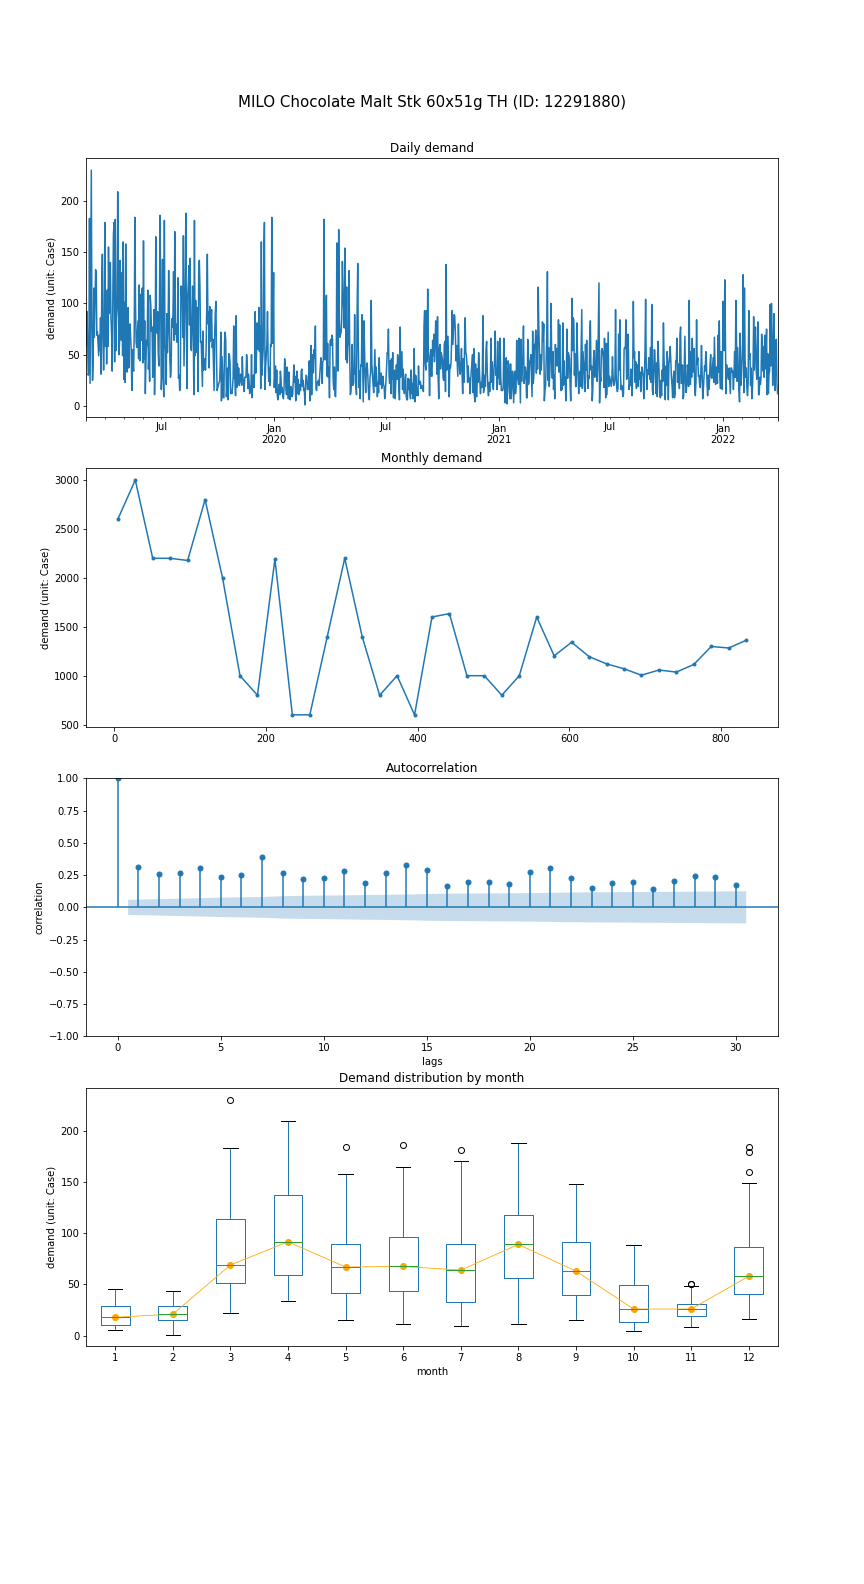 MILO Chocolate Malt Stk 60x51g TH (ID: 12291880)
Daily demand
demand (unit: Case)
200
150
100
50
0
Jul Jan Jul Jan Jul Jan
2020 2021 2022
Monthly demand
demand (unit: Case)
3000
2500
2000
1500
1000
500
0 200 400 600 800
Autocorrelation
correlation
1.00
0.75
0.50
0.25
0.00
−0.25
−0.50
−0.75
−1.00
0 5 10 15 20 25 30
lags
Demand distribution by month
demand (unit: Case)
200
150
100
50
0
1 2 3 4 5 6 7 8 9 10 11 12
month